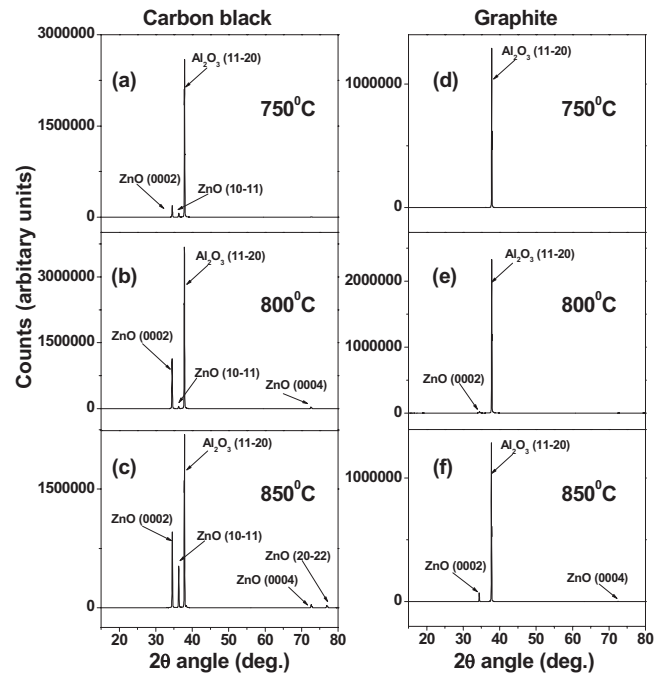 Carbon black
Graphite
Counts (arbitary units)
3000000
1500000
0
(a)
Al₂O₃ (11-20)
750⁰C
ZnO (0002)
ZnO (10-11)
3000000
1500000
0
(b)
Al₂O₃ (11-20)
800⁰C
ZnO (0002)
ZnO (10-11)
ZnO (0004)
1500000
0
(c)
Al₂O₃ (11-20)
850⁰C
ZnO (0002)
ZnO (10-11)
ZnO (20-22)
ZnO (0004)
20 30 40 50 60 70 80
2θ angle (deg.)
1000000
0
(d)
Al₂O₃ (11-20)
750⁰C
2000000
1000000
0
(e)
Al₂O₃ (11-20)
800⁰C
ZnO (0002)
1000000
0
(f)
Al₂O₃ (11-20)
850⁰C
ZnO (0002)
ZnO (0004)
20 30 40 50 60 70 80
2θ angle (deg.)